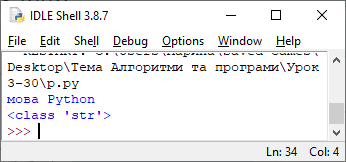 IDLE Shell 3.8.7
File Edit Shell Debug Options Window Help
Desktop\Тема Алгоритми та програми\Урок
3-30\p.py
мова Python
<class 'str'>
>>>
Ln: 34 Col: 4